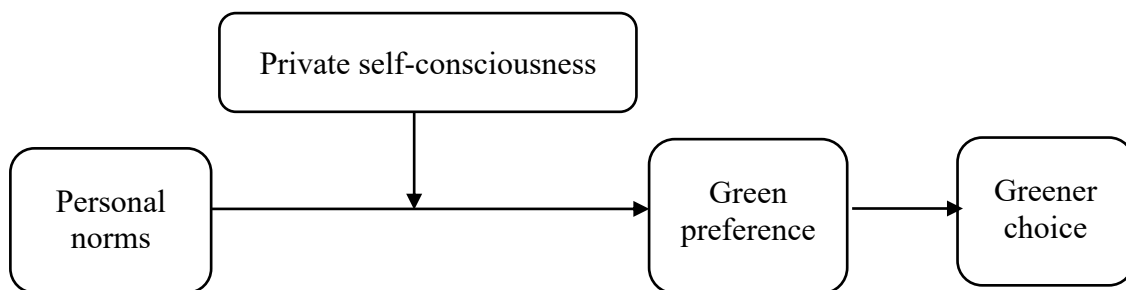 Private self-consciousness
Personal
norms
Green
preference
Greener
choice